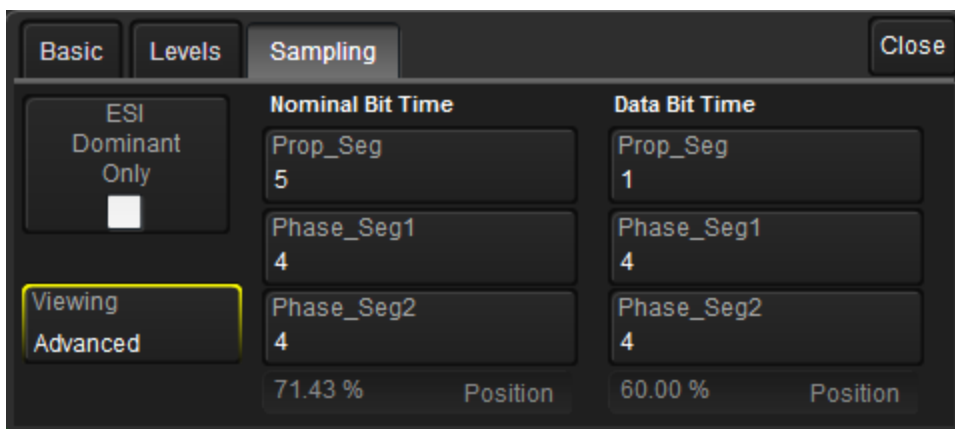 Basic Levels Sampling Close
ESI
Dominant
Only
Viewing
Advanced
Nominal Bit Time
Prop_Seg
5
Phase_Seg1
4
Phase_Seg2
4
71.43 % Position
Data Bit Time
Prop_Seg
1
Phase_Seg1
4
Phase_Seg2
4
60.00 % Position